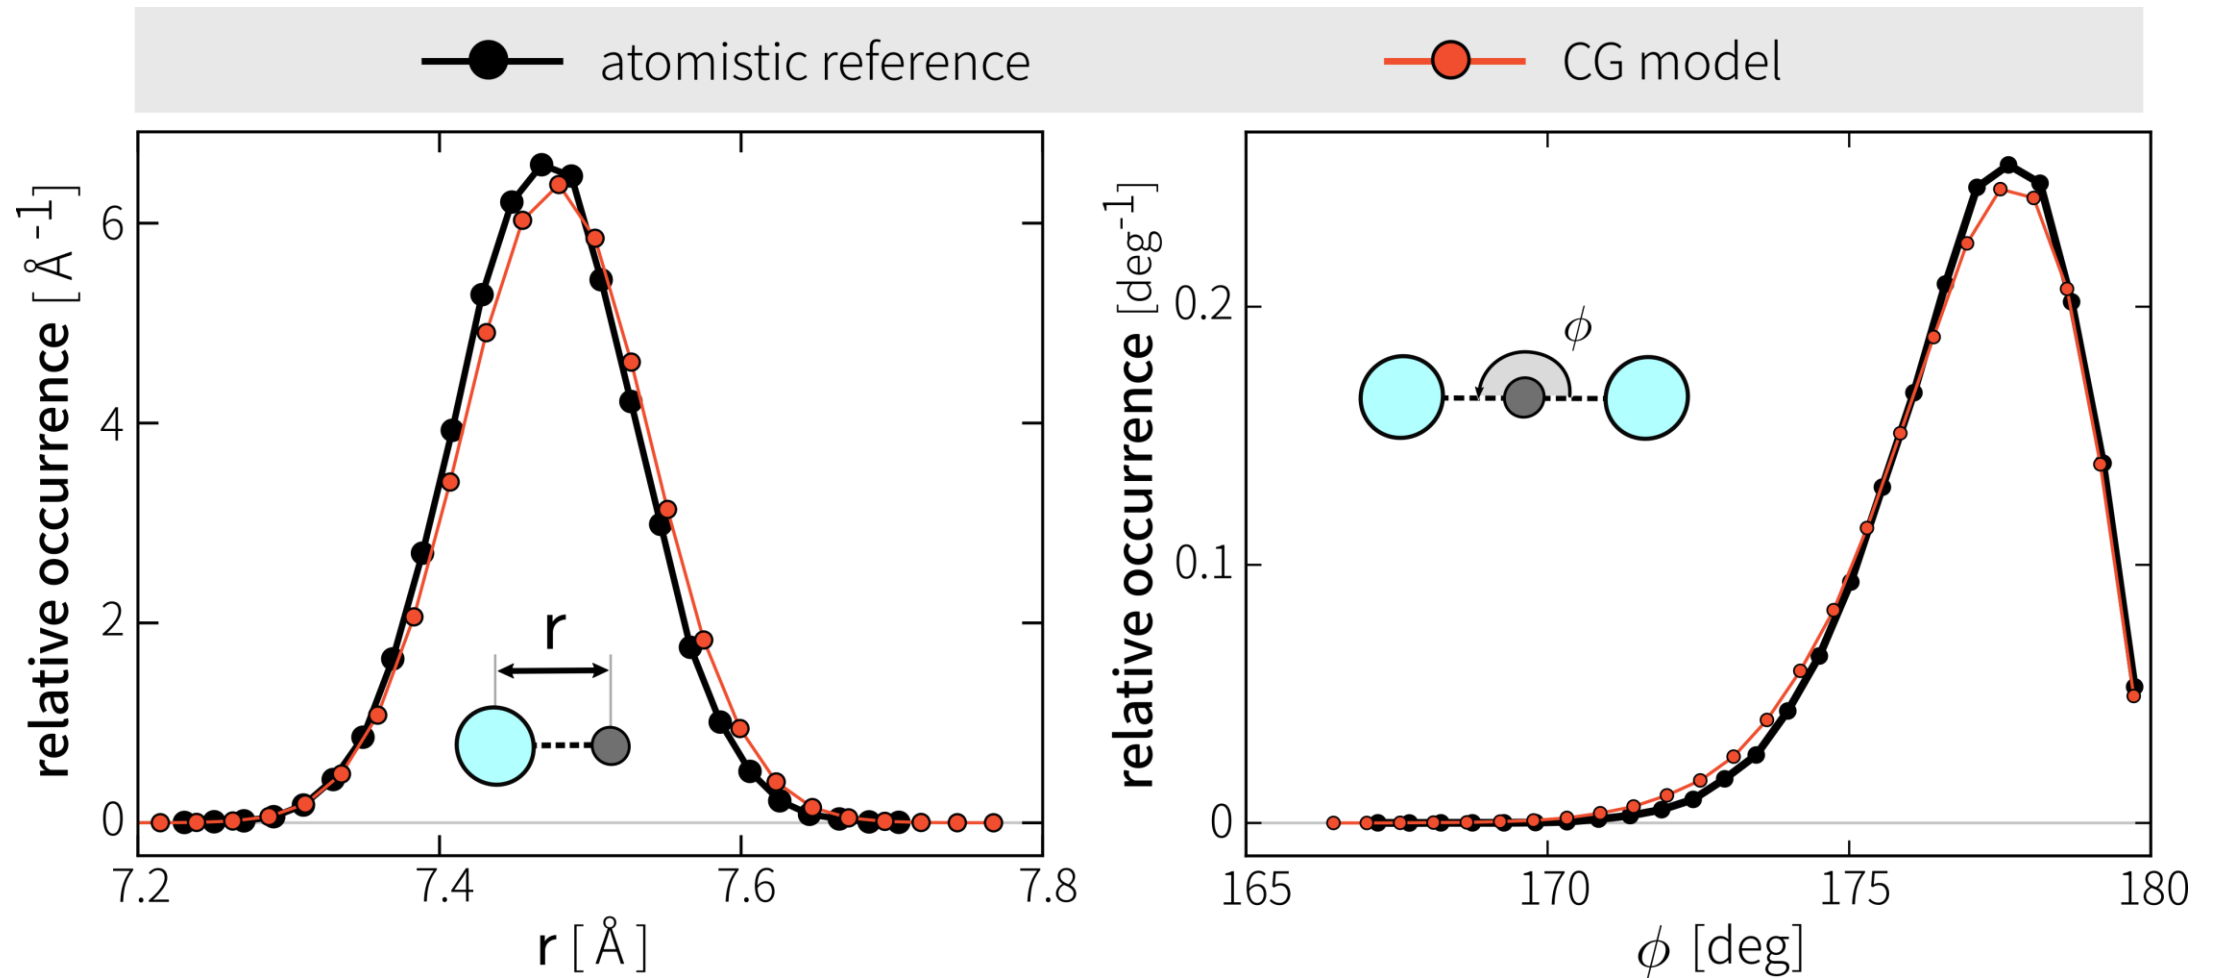 atomistic reference
CG model
relative occurrence [ Å -1]
6
4
2
0
r
7.2
7.4
7.6
7.8
r [ Å ]
relative occurrence [deg-1]
0.2
0.1
0
ϕ
165
170
175
180
ϕ [deg]